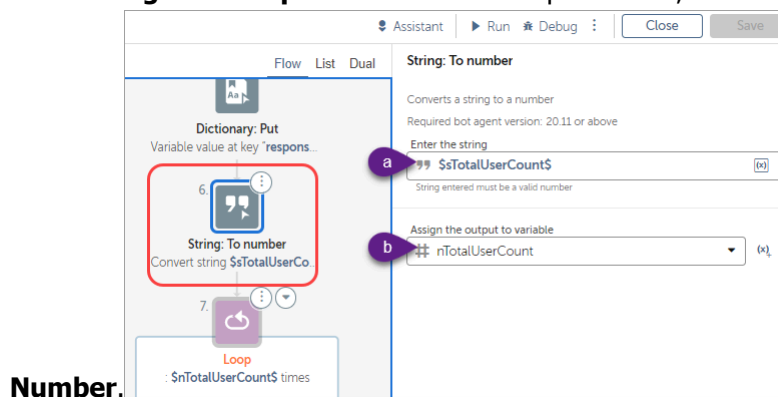 Assistant Run Debug Close Save
Flow List Dual
String: To number
Converts a string to a number
Required bot agent version: 20.11 or above
Enter the string
a
$sTotalUserCount$
(x)
String entered must be a valid number
Assign the output to variable
b
nTotalUserCount
(x)
Aa
Dictionary: Put
Variable value at key "respons...
6.
String: To number
Convert string $sTotalUserCo...
7.
Loop
: $nTotalUserCount$ times
Number.